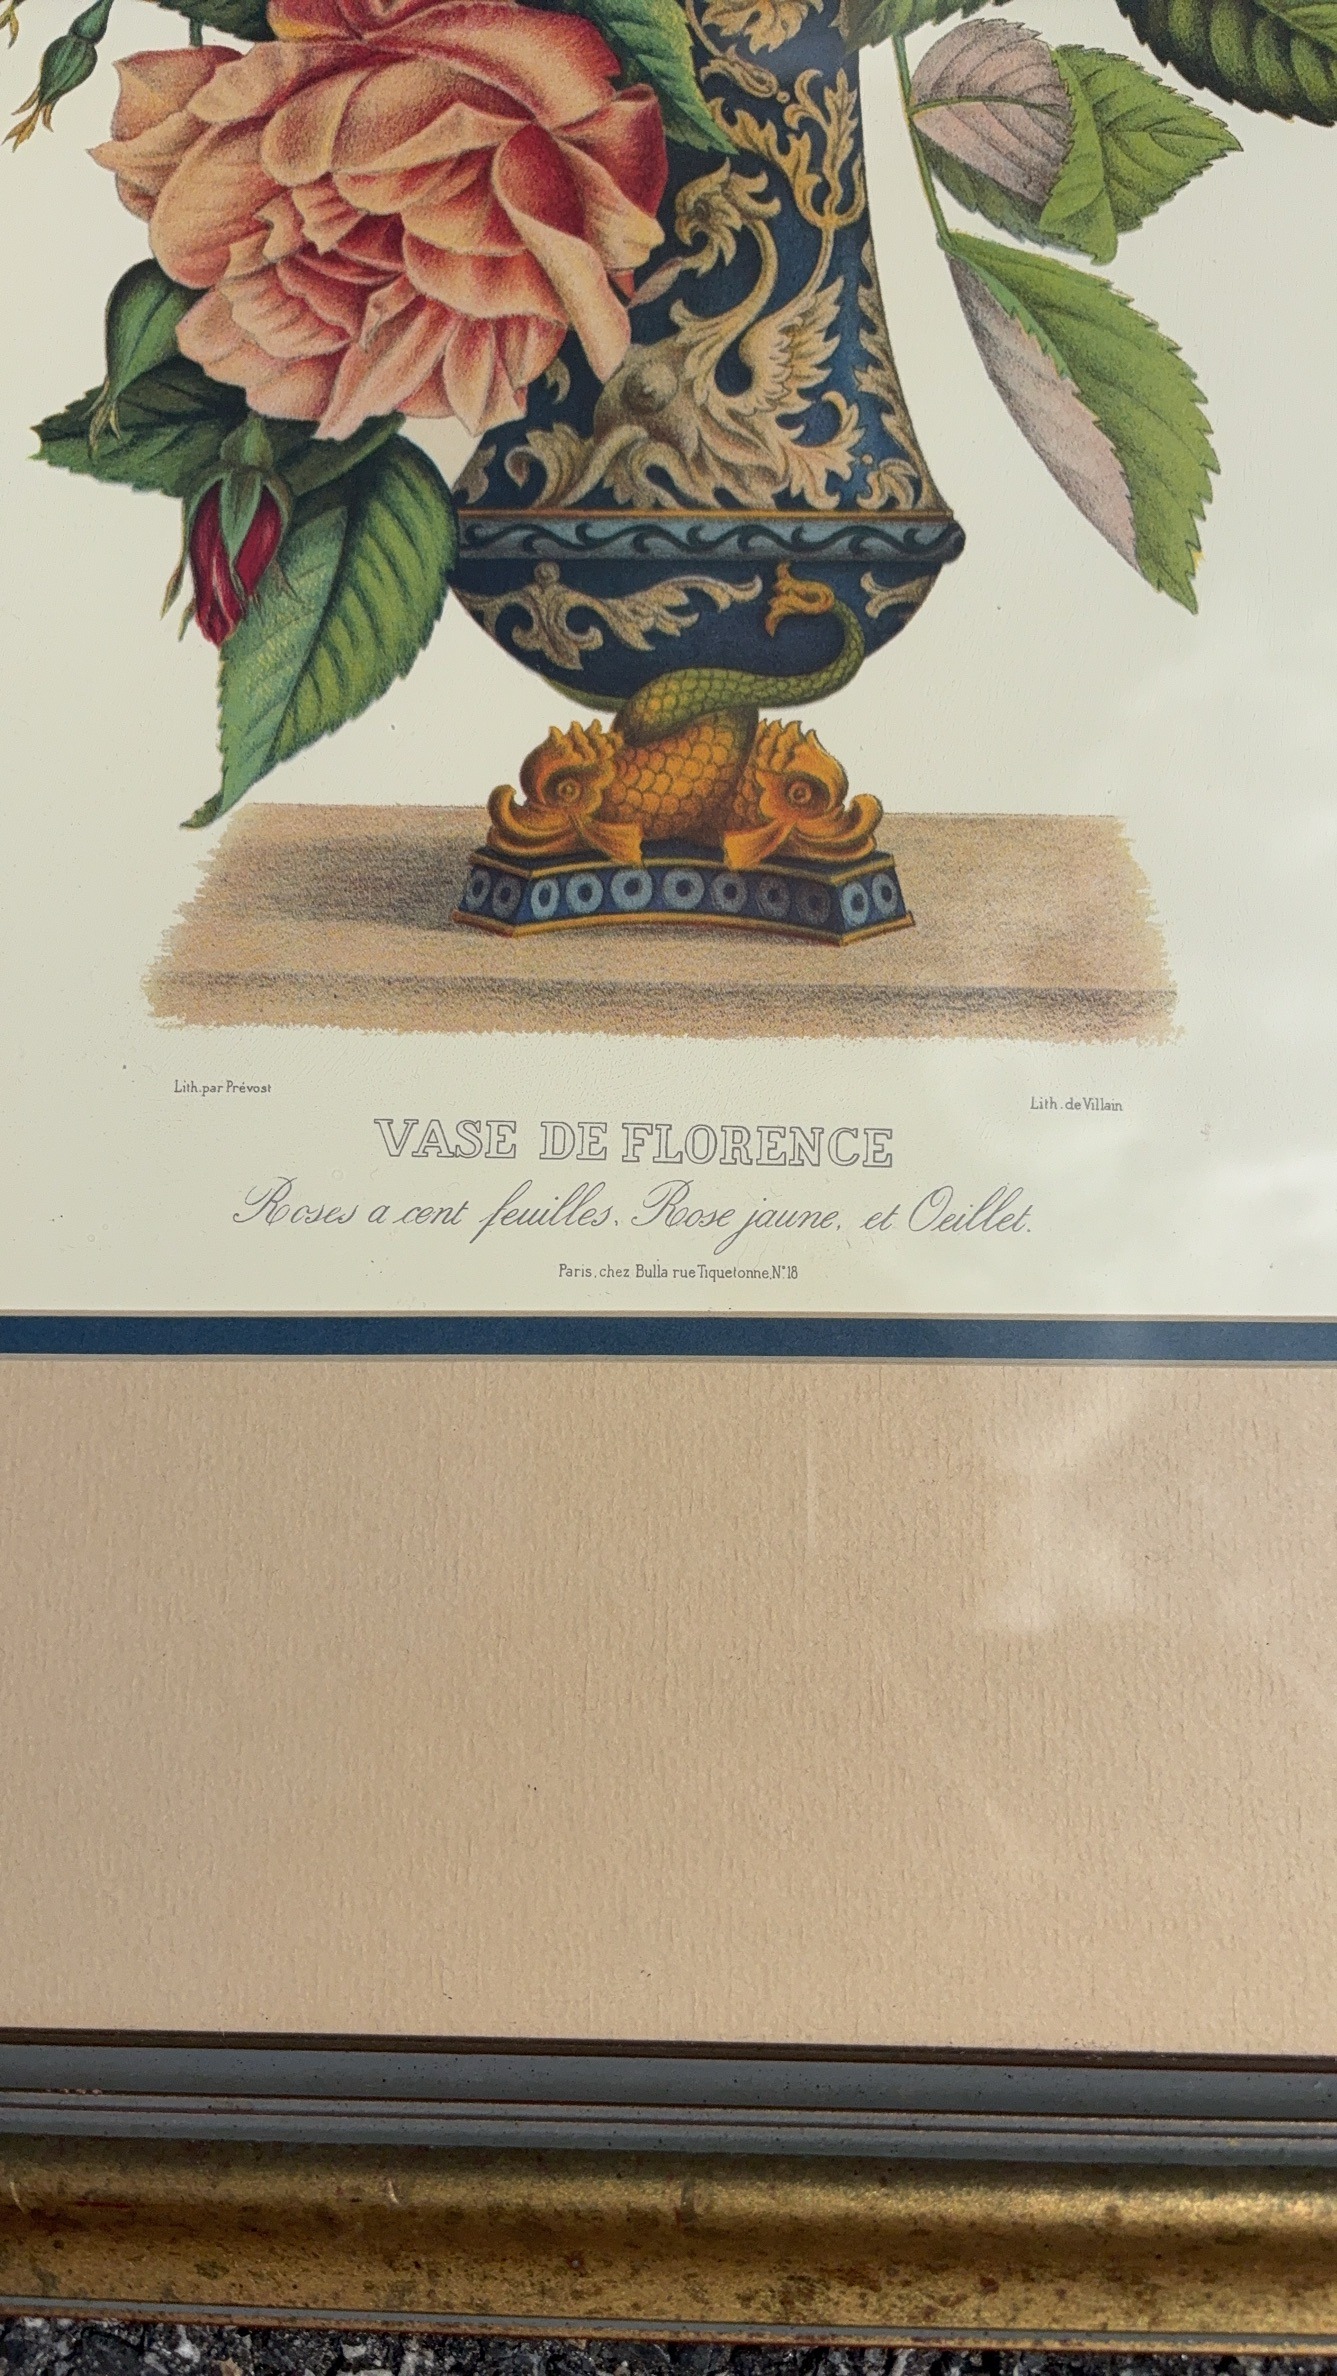 Lith. par Prévost
Lith. de Villain
VASE DE FLORENCE
Roses a cent feuilles, Rose jaune, et Oeillet.
Paris, chez Bulla rue Tiquetonne, N° 18